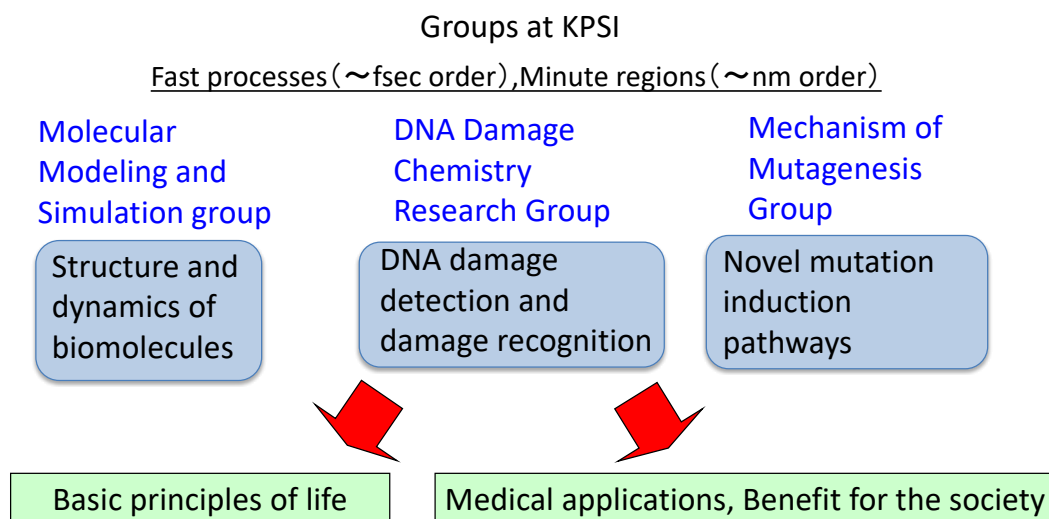 Groups at KPSI
Fast processes（～fsec order）,Minute regions（～nm order）
Molecular
Modeling and
Simulation group
Structure and
dynamics of
biomolecules
DNA Damage
Chemistry
Research Group
DNA damage
detection and
damage recognition
Mechanism of
Mutagenesis
Group
Novel mutation
induction
pathways
Basic principles of life
Medical applications, Benefit for the society